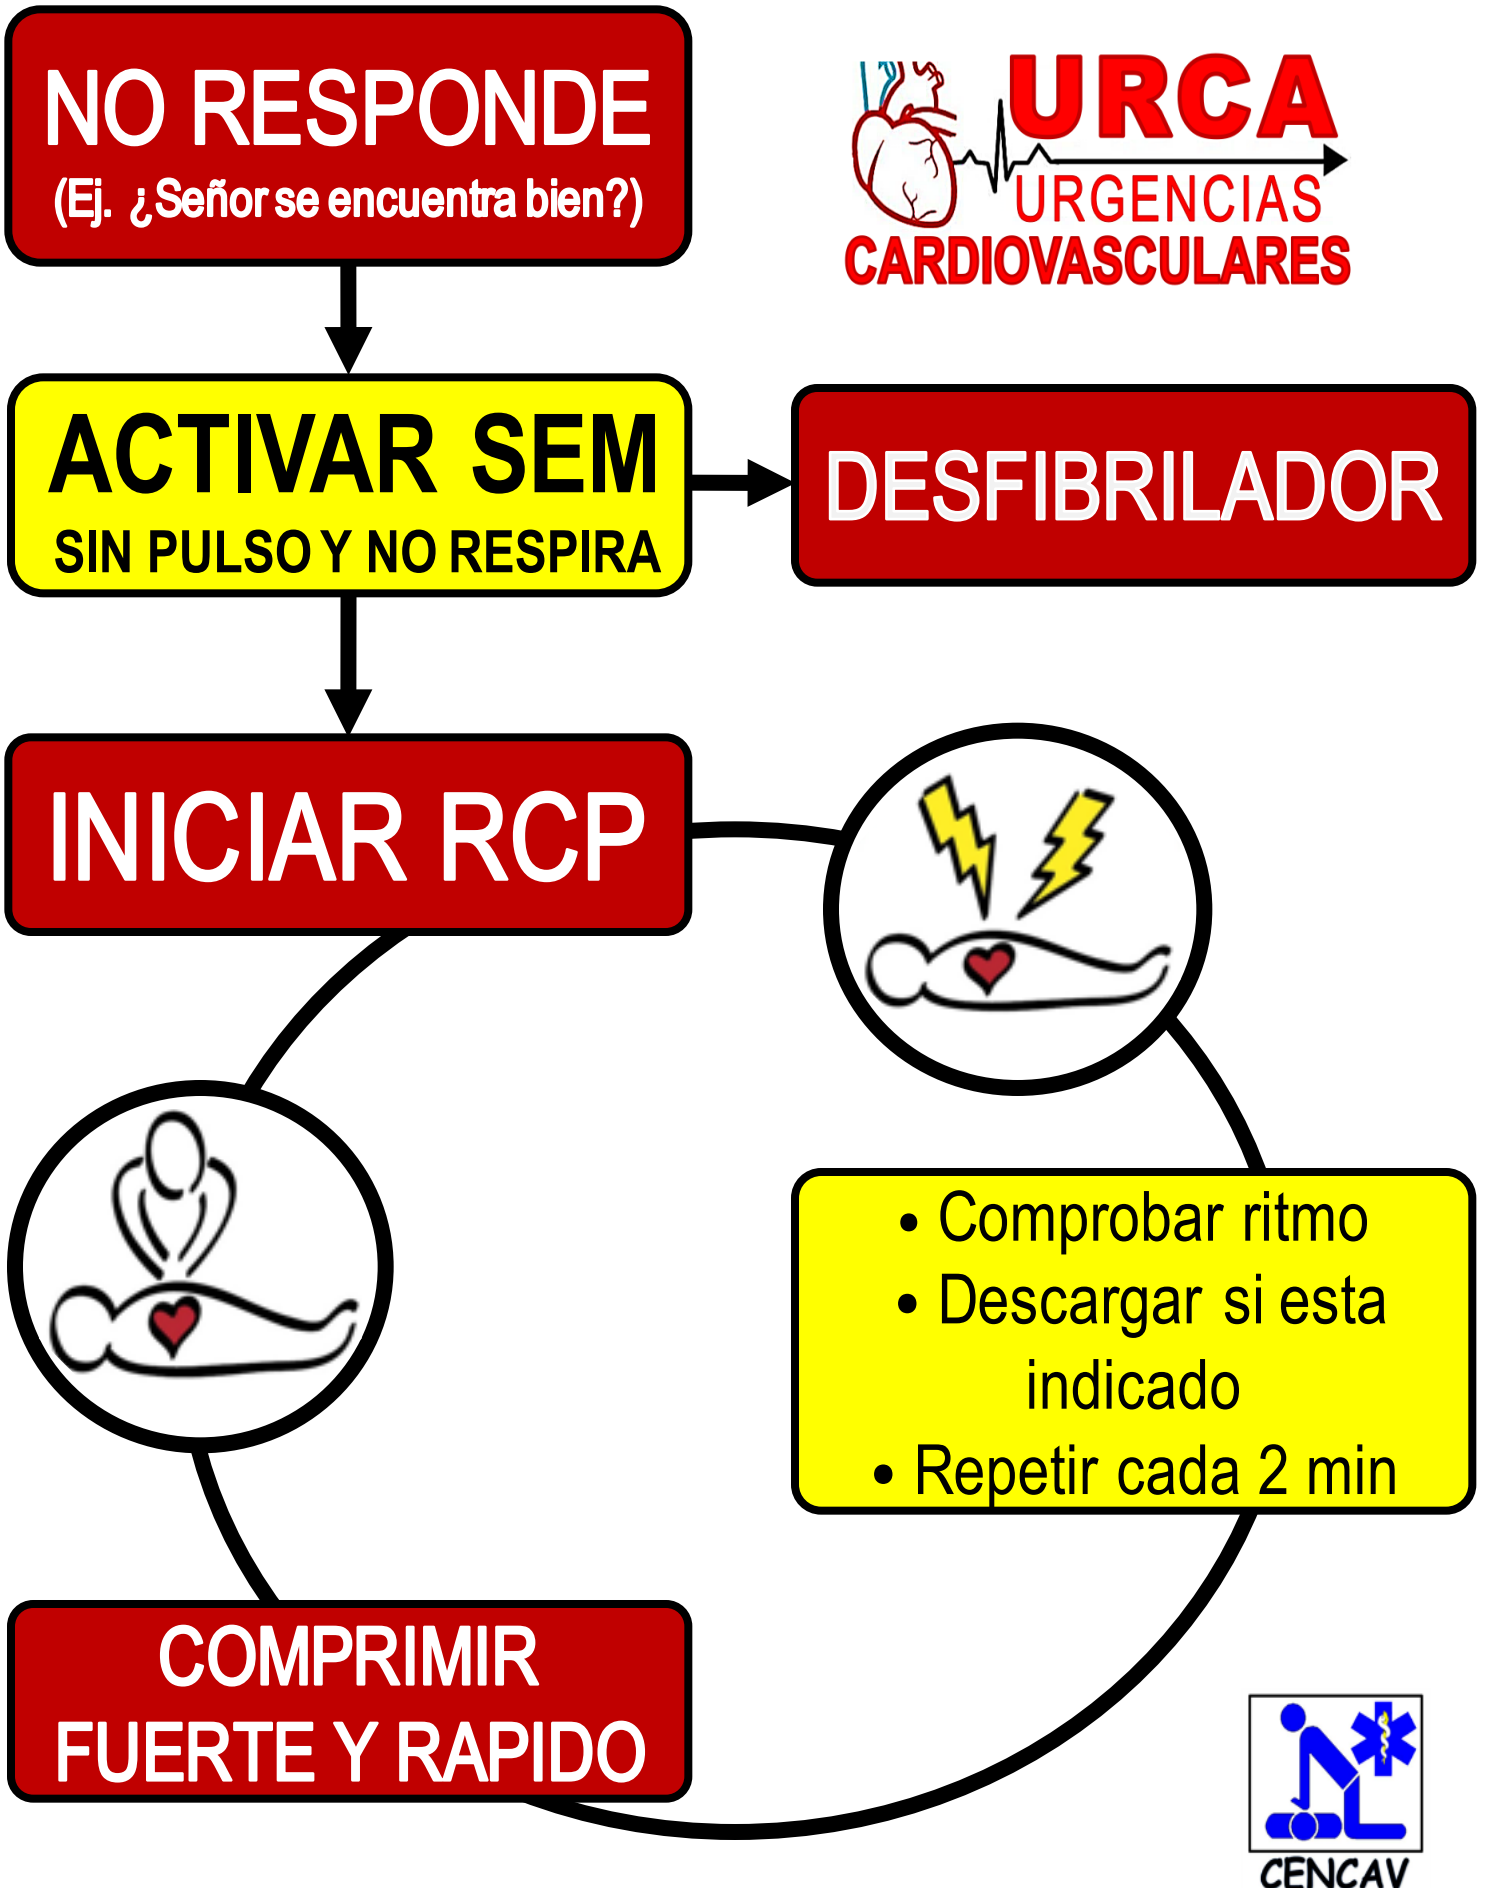 NO RESPONDE
(Ej. ¿Señor se encuentra bien?)
URCA
URGENCIAS
CARDIOVASCULARES
ACTIVAR SEM
SIN PULSO Y NO RESPIRA
DESFIBRILADOR
INICIAR RCP
• Comprobar ritmo
• Descargar si esta
indicado
• Repetir cada 2 min
COMPRIMIR
FUERTE Y RAPIDO
CENCAV